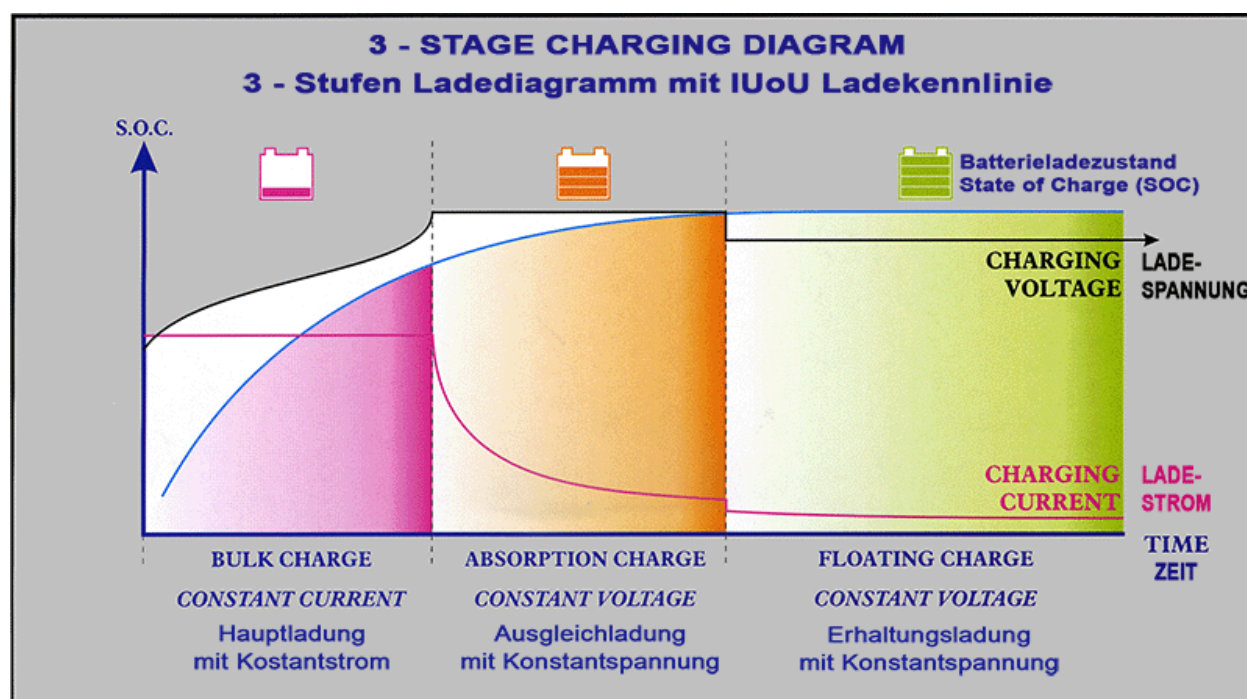 3 - STAGE CHARGING DIAGRAM
3 - Stufen Ladediagramm mit IUoU Ladekennlinie
S.O.C.
Batterieladezustand
State of Charge (SOC)
CHARGING VOLTAGE
LADE-SPANNUNG
CHARGING CURRENT
LADE-STROM
TIME
ZEIT
BULK CHARGE
CONSTANT CURRENT
Hauptladung
mit Kostantstrom
ABSORPTION CHARGE
CONSTANT VOLTAGE
Ausgleichladung
mit Konstantspannung
FLOATING CHARGE
CONSTANT VOLTAGE
Erhaltungsladung
mit Konstantspannung